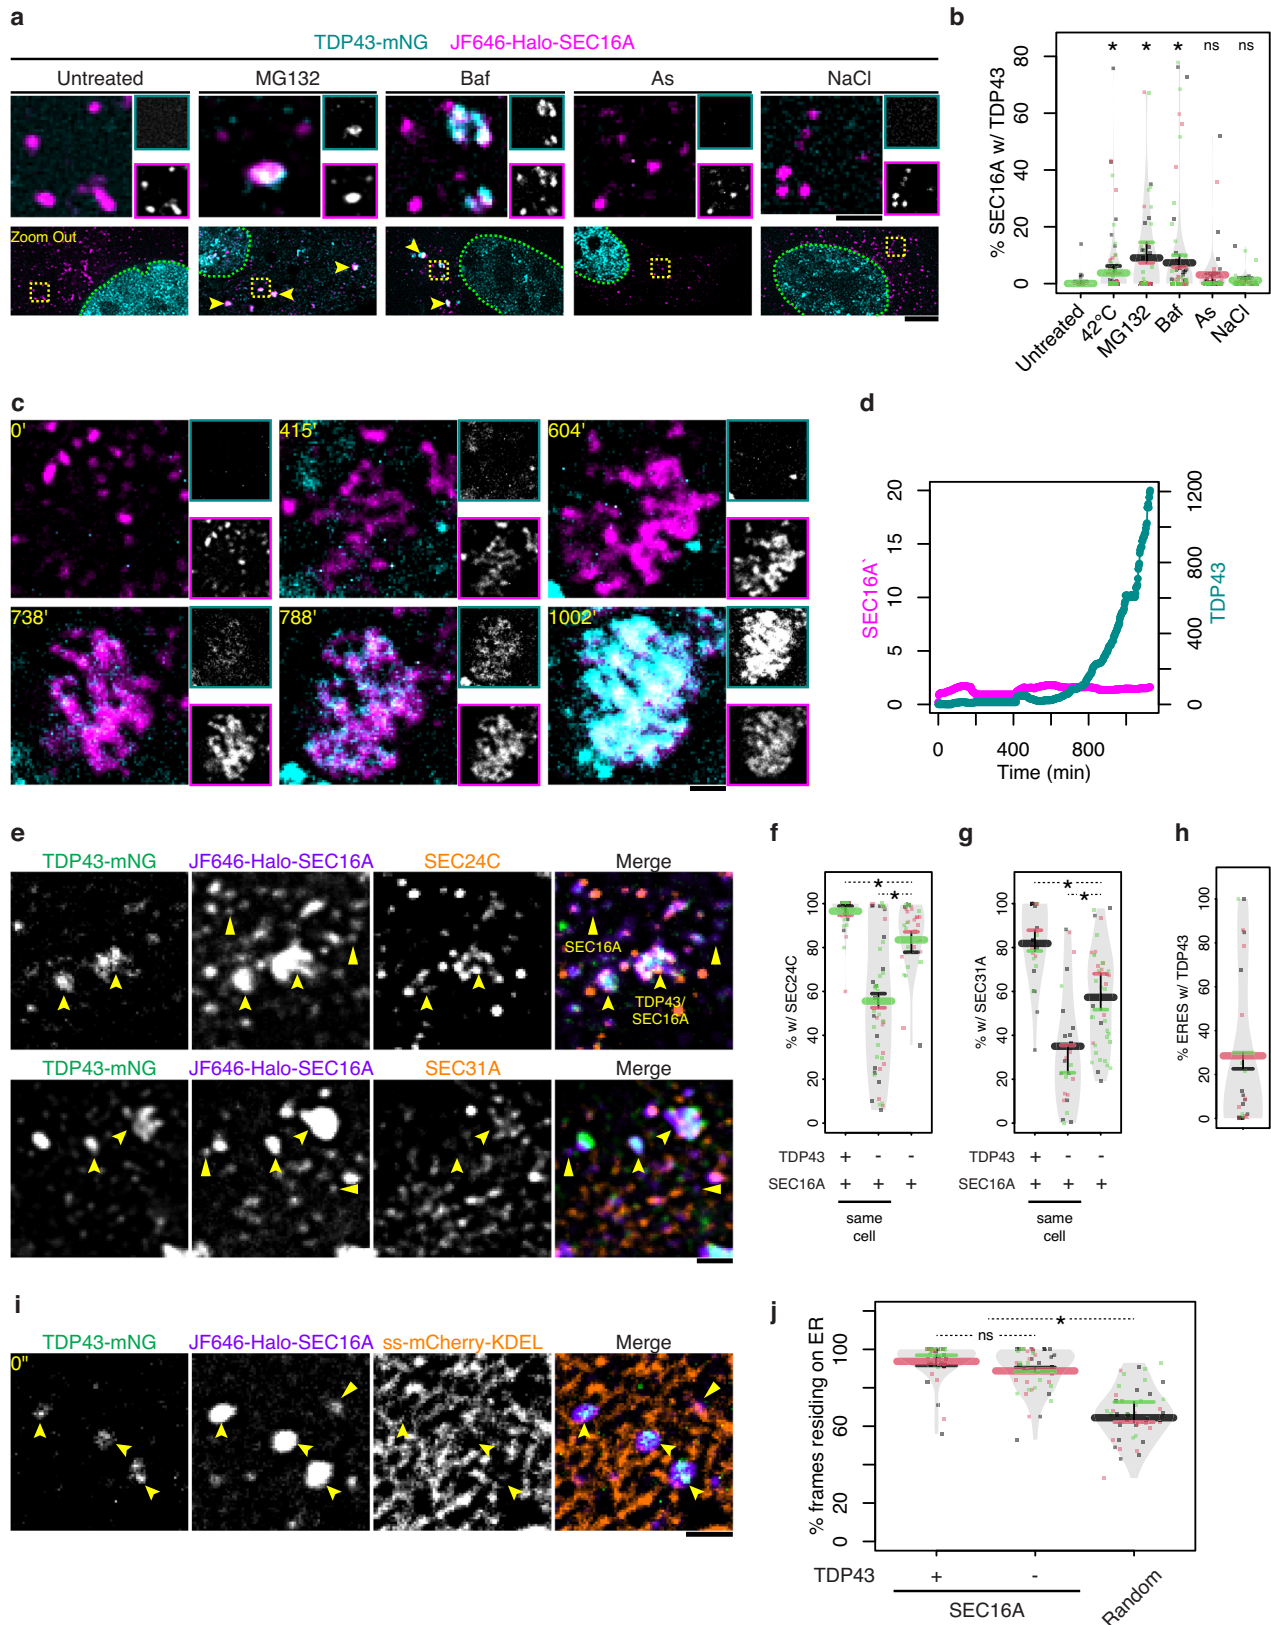 a
TDP43-mNG JF646-Halo-SEC16A
Untreated MG132 Baf As NaCl
Zoom Out
b
% SEC16A w/ TDP43
80
60
40
20
0
* * * ns ns
Untreated 42°C MG132 Baf As NaCl
c
0' 415' 604'
738' 788' 1002'
d
SEC16A`
20
15
10
5
0
TDP43
1200
800
400
0
0 400 800
Time (min)
e
TDP43-mNG JF646-Halo-SEC16A SEC24C Merge
SEC16A
TDP43/
SEC16A
TDP43-mNG JF646-Halo-SEC16A SEC31A Merge
f
% w/ SEC24C
100
80
60
40
20
0
* *
TDP43 + - -
SEC16A + + +
same
cell
g
% w/ SEC31A
100
80
60
40
20
0
* *
TDP43 + - -
SEC16A + + +
same
cell
h
% ERES w/ TDP43
100
80
60
40
20
0
i
TDP43-mNG JF646-Halo-SEC16A ss-mCherry-KDEL Merge
0"
j
% frames residing on ER
100
60
20
0
ns *
TDP43 + -
SEC16A
Random